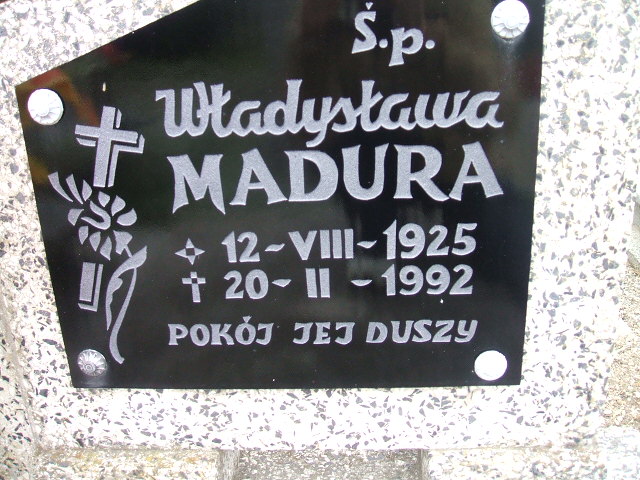 Ś.p.
Władysława
MADURA
12-VIII-1925
20-II-1992
POKÓJ JEJ DUSZY